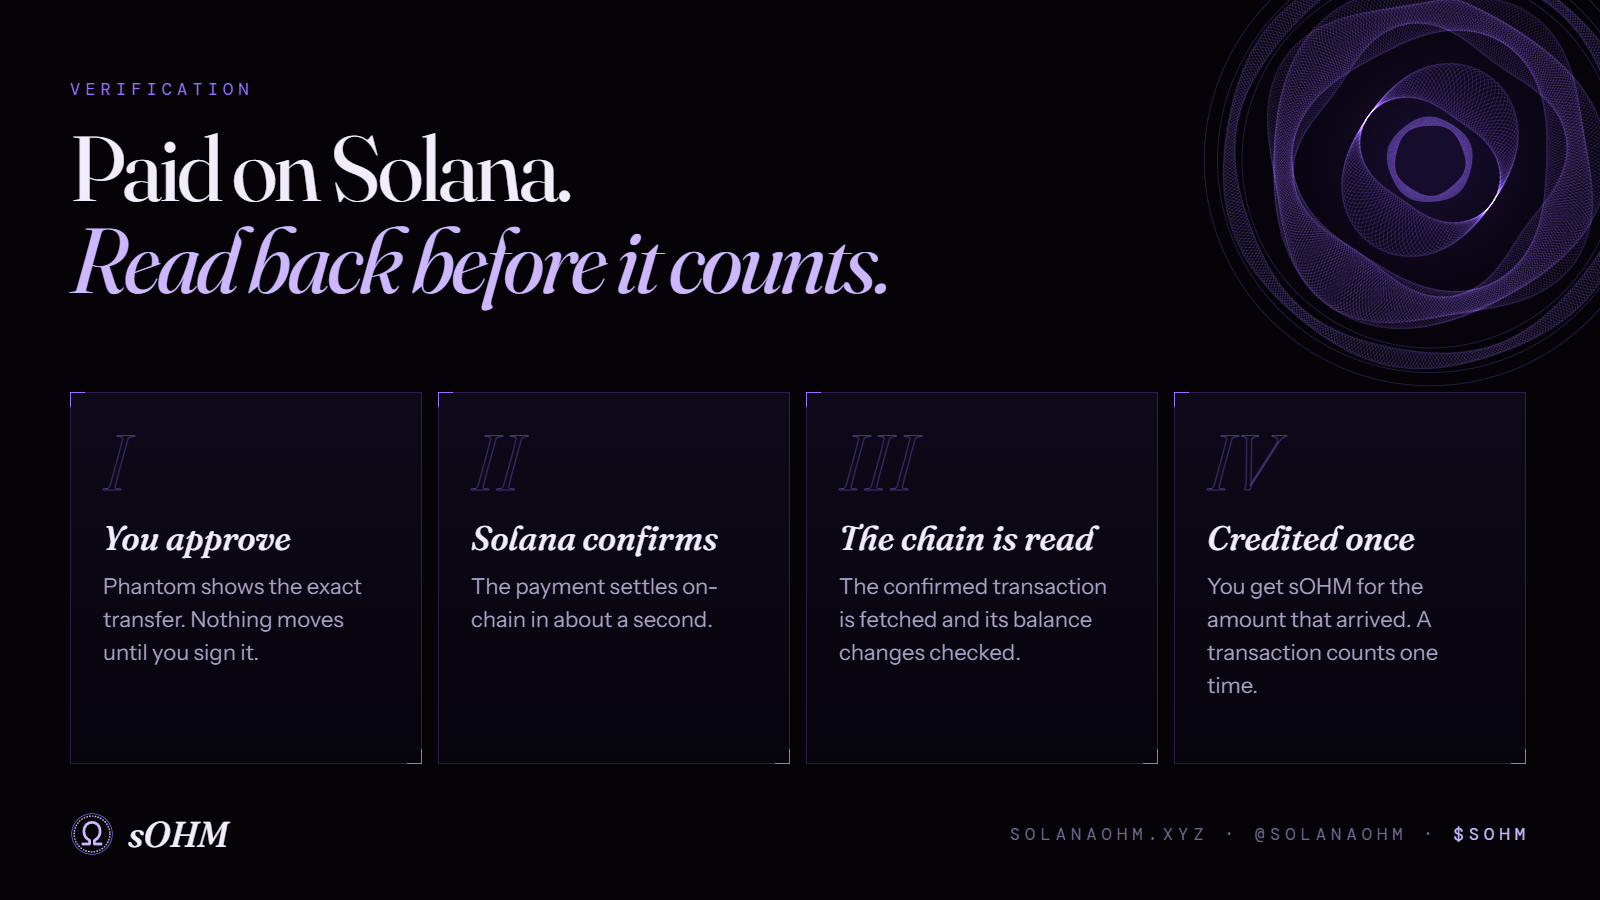 VERIFICATION
Paid on Solana.
Read back before it counts.
I
You approve
Phantom shows the exact
transfer. Nothing moves
until you sign it.
II
Solana confirms
The payment settles on-
chain in about a second.
III
The chain is read
The confirmed transaction
is fetched and its balance
changes checked.
IV
Credited once
You get sOHM for the
amount that arrived. A
transaction counts one
time.
Ω sOHM
SOLANAOHM.XYZ · @SOLANAOHM · $SOHM